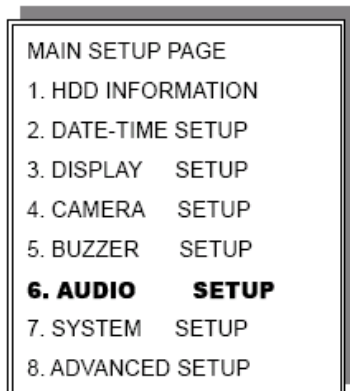 MAIN SETUP PAGE
1. HDD INFORMATION
2. DATE-TIME SETUP
3. DISPLAY SETUP
4. CAMERA SETUP
5. BUZZER SETUP
6. AUDIO SETUP
7. SYSTEM SETUP
8. ADVANCED SETUP